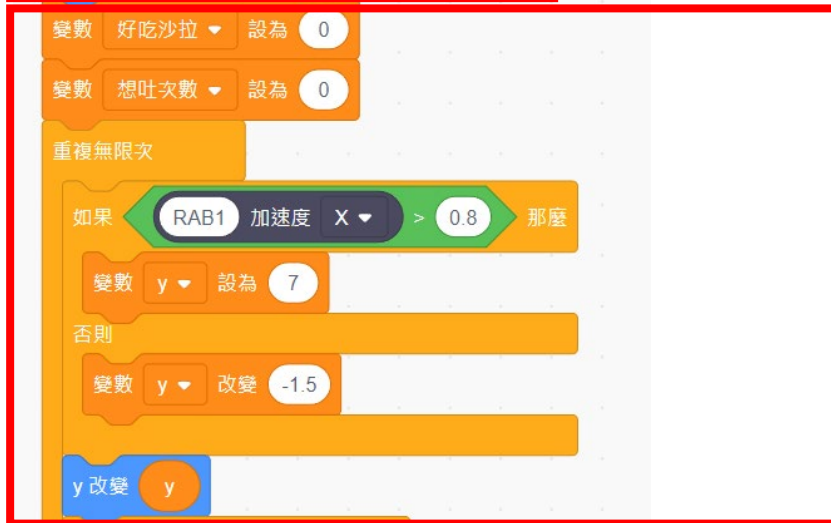 變數 好吃沙拉 設為 0
變數 想吐次數 設為 0
重複無限次
如果 RAB1 加速度 X > 0.8 那麼
變數 y 設為 7
否則
變數 y 改變 -1.5
y 改變 y